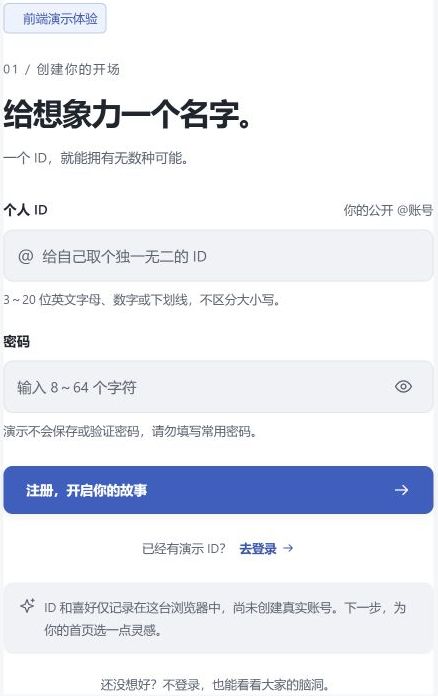 前端演示体验
01 / 创建你的开场
给想象力一个名字。
一个 ID，就能拥有无数种可能。
个人 ID 你的公开 @账号
@ 给自己取个独一无二的 ID
3～20 位英文字母、数字或下划线，不区分大小写。
密码
输入 8～64 个字符
演示不会保存或验证密码，请勿填写常用密码。
注册，开启你的故事 →
已经有演示 ID？ 去登录 →
ID 和喜好仅记录在这台浏览器中，尚未创建真实账号。下一步，为
你的首页选一点灵感。
还没想好？不登录，也能看看大家的脑洞。